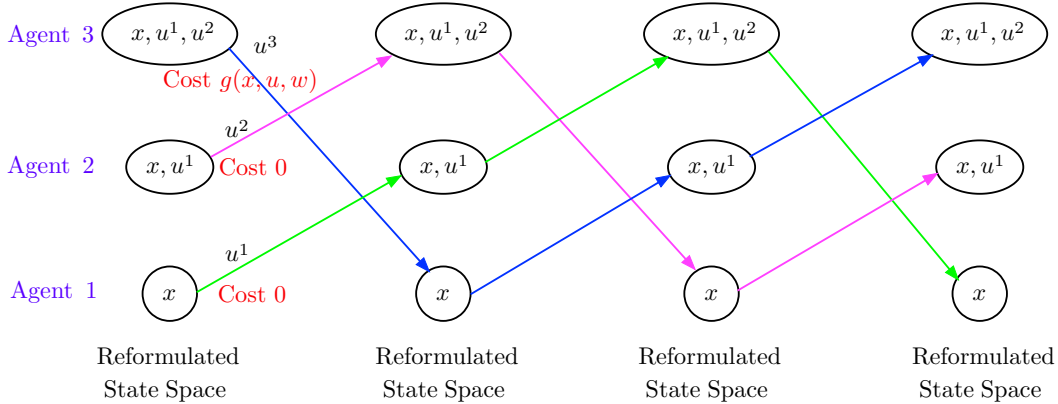 Agent 3
x, u¹, u²
u³
x, u¹, u²
x, u¹, u²
x, u¹, u²
Cost g(x, u, w)
u²
Agent 2
x, u¹
Cost 0
x, u¹
x, u¹
x, u¹
u¹
Agent 1
x
Cost 0
x
x
x
Reformulated
State Space
Reformulated
State Space
Reformulated
State Space
Reformulated
State Space